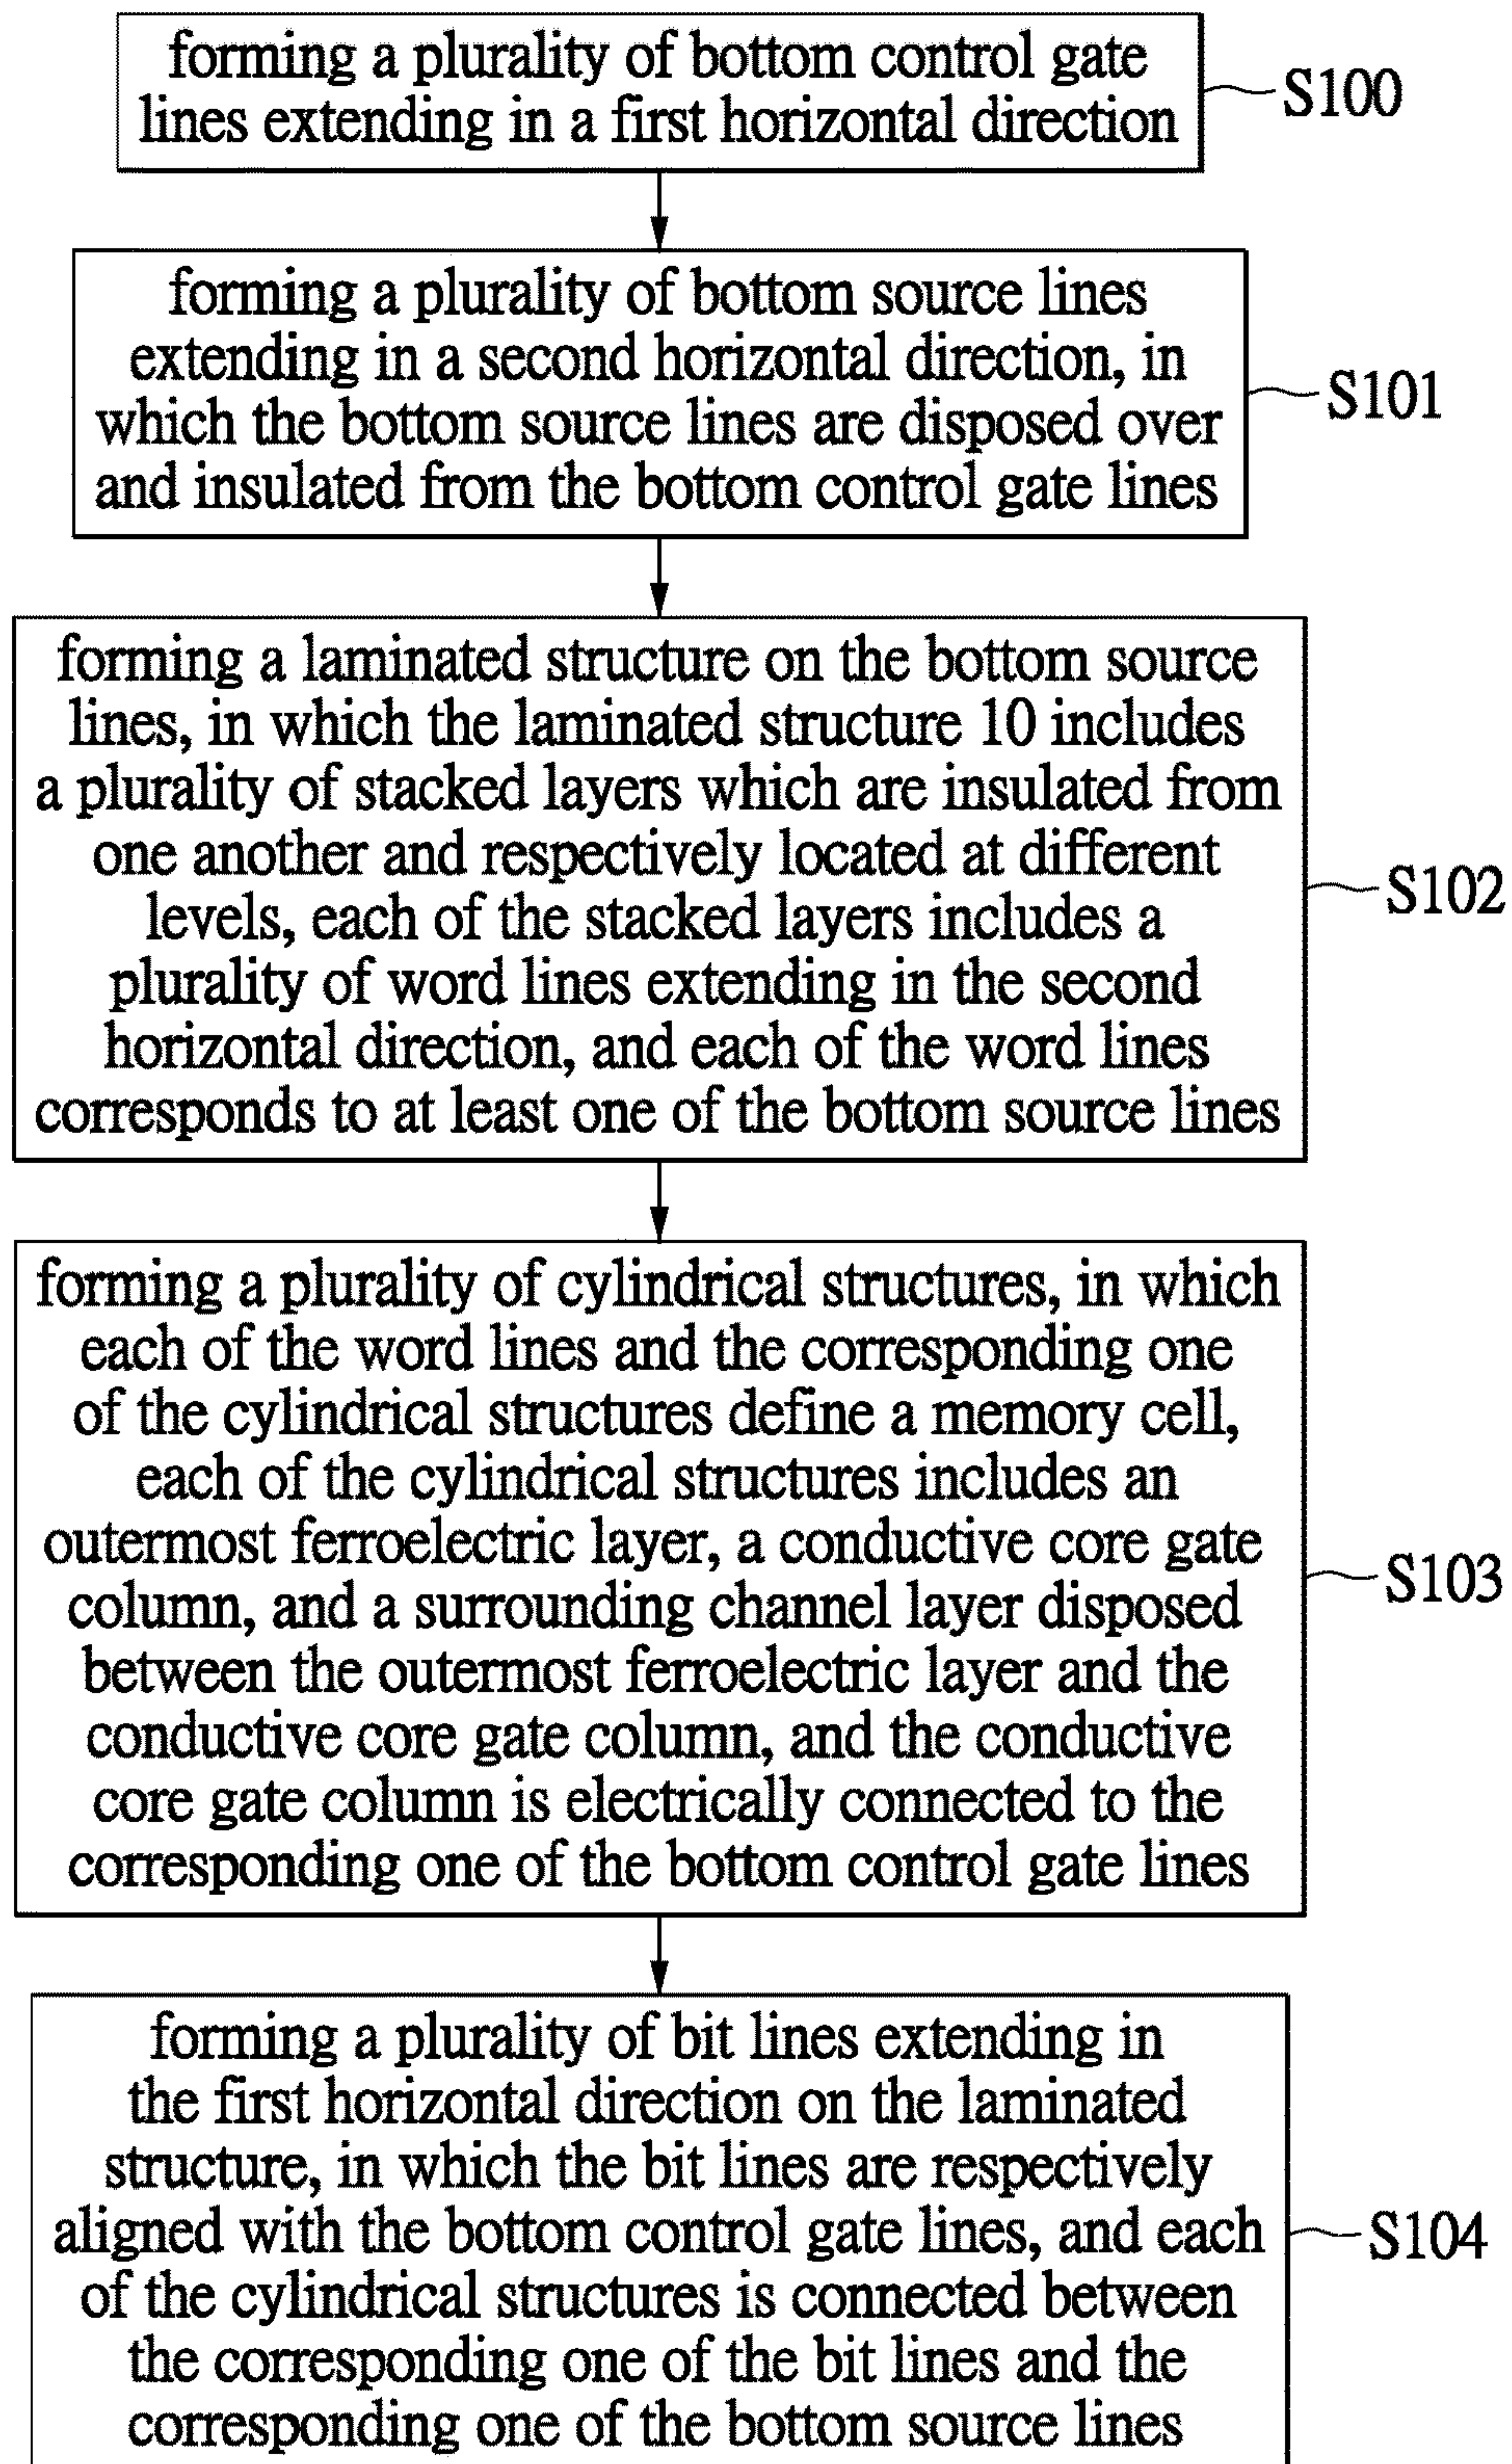 forming a plurality of bottom control gate
lines extending in a first horizontal direction
S100
forming a plurality of bottom source lines
extending in a second horizontal direction, in
which the bottom source lines are disposed over
and insulated from the bottom control gate lines
S101
forming a laminated structure on the bottom source
lines, in which the laminated structure 10 includes
a plurality of stacked layers which are insulated from
one another and respectively located at different
levels, each of the stacked layers includes a
plurality of word lines extending in the second
horizontal direction, and each of the word lines
corresponds to at least one of the bottom source lines
S102
forming a plurality of cylindrical structures, in which
each of the word lines and the corresponding one
of the cylindrical structures define a memory cell,
each of the cylindrical structures includes an
outermost ferroelectric layer, a conductive core gate
column, and a surrounding channel layer disposed
between the outermost ferroelectric layer and the
conductive core gate column, and the conductive
core gate column is electrically connected to the
corresponding one of the bottom control gate lines
S103
forming a plurality of bit lines extending in
the first horizontal direction on the laminated
structure, in which the bit lines are respectively
aligned with the bottom control gate lines, and each
of the cylindrical structures is connected between
the corresponding one of the bit lines and the
corresponding one of the bottom source lines
S104